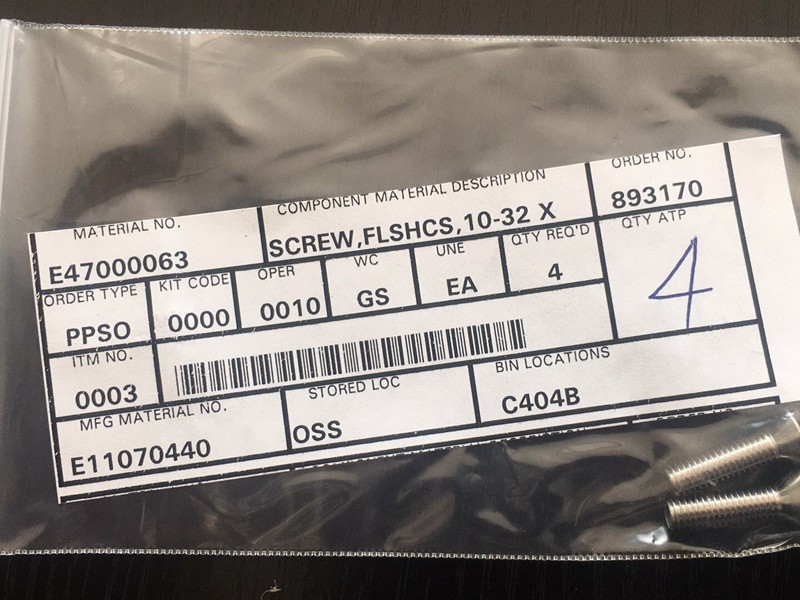 MATERIAL NO.
E47000063
COMPONENT MATERIAL DESCRIPTION
SCREW,FLSHCS,10-32 X
ORDER NO.
893170
ORDER TYPE
PPSO
KIT CODE
0000
OPER
0010
WC
GS
UNE
EA
QTY REQ'D
4
QTY ATP
4
ITM NO.
0003
MFG MATERIAL NO.
E11070440
STORED LOC
OSS
BIN LOCATIONS
C404B